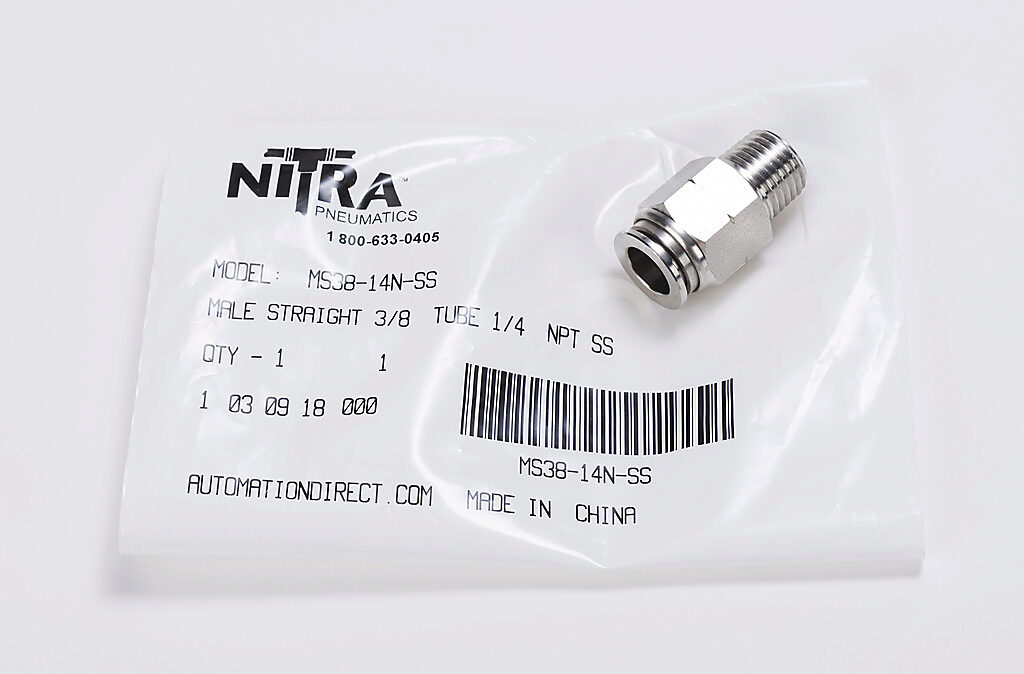 NITRA™
PNEUMATICS
1 800-633-0405
MODEL: MS38-14N-SS
MALE STRAIGHT 3/8 TUBE 1/4 NPT SS
QTY - 1 1
1 03 09 18 000
MS38-14N-SS
AUTOMATIONDIRECT.COM MADE IN CHINA